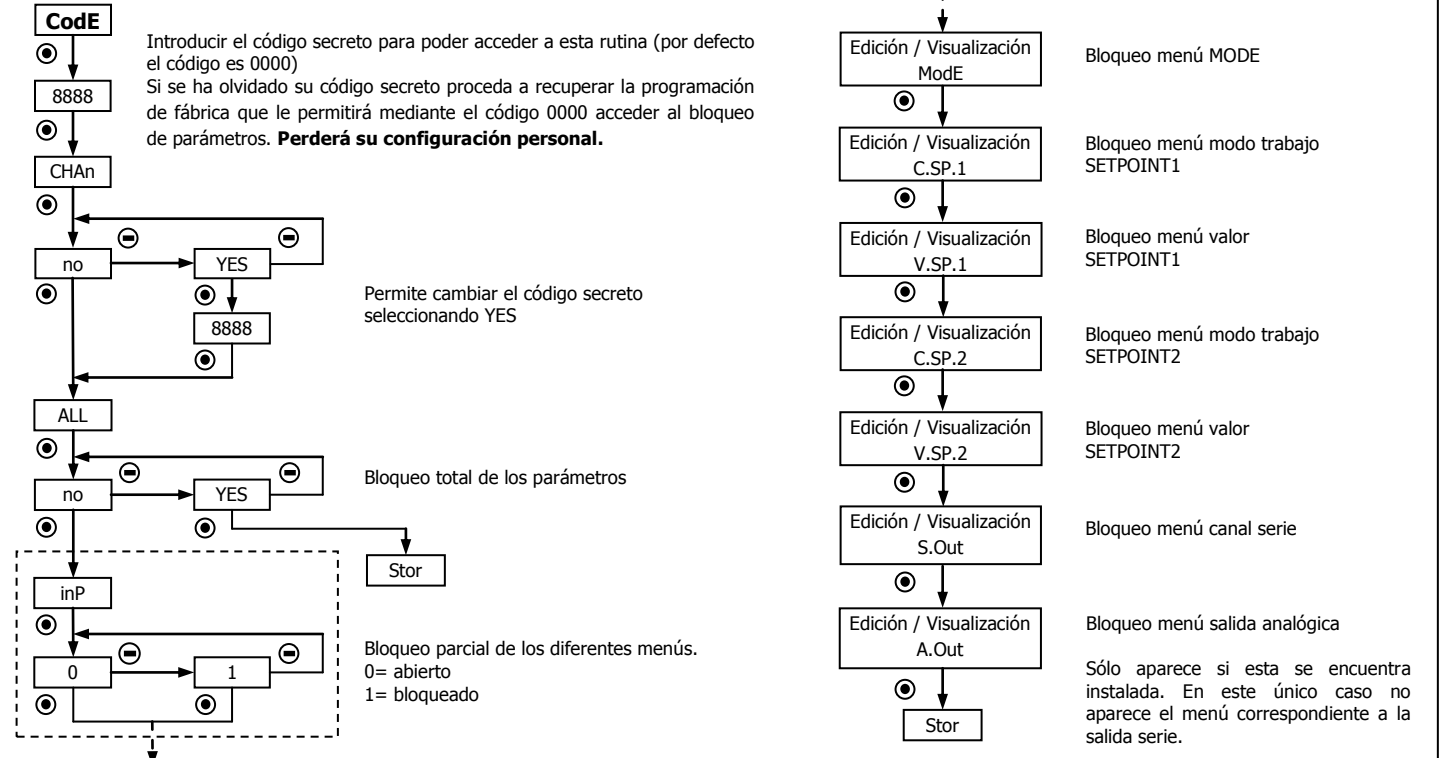 CodE
Introducir el código secreto para poder acceder a esta rutina (por defecto
el código es 0000)
Si se ha olvidado su código secreto proceda a recuperar la programación
de fábrica que le permitirá mediante el código 0000 acceder al bloqueo
de parámetros. Perderá su configuración personal.
8888
CHAn
no
YES
8888
Permite cambiar el código secreto
seleccionando YES
ALL
no
YES
Bloqueo total de los parámetros
Stor
inP
0
1
Bloqueo parcial de los diferentes menús.
0= abierto
1= bloqueado
Edición / Visualización
ModE
Bloqueo menú MODE
Edición / Visualización
C.SP.1
Bloqueo menú modo trabajo
SETPOINT1
Edición / Visualización
V.SP.1
Bloqueo menú valor
SETPOINT1
Edición / Visualización
C.SP.2
Bloqueo menú modo trabajo
SETPOINT2
Edición / Visualización
V.SP.2
Bloqueo menú valor
SETPOINT2
Edición / Visualización
S.Out
Bloqueo menú canal serie
Edición / Visualización
A.Out
Bloqueo menú salida analógica
Sólo aparece si esta se encuentra
instalada. En este único caso no
aparece el menú correspondiente a la
salida serie.
Stor